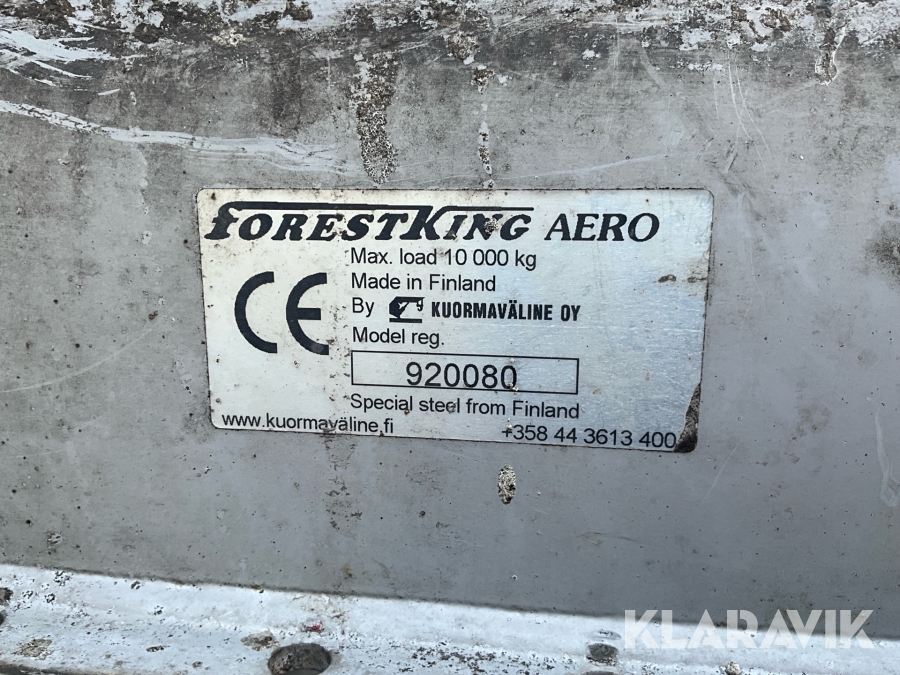 FORESTKING AERO
Max. load 10 000 kg
Made in Finland
By KUORMAVÄLINE OY
CE
Model reg.
920080
Special steel from Finland
www.kuormaväline.fi
+358 44 3613 400
KLARAVIK